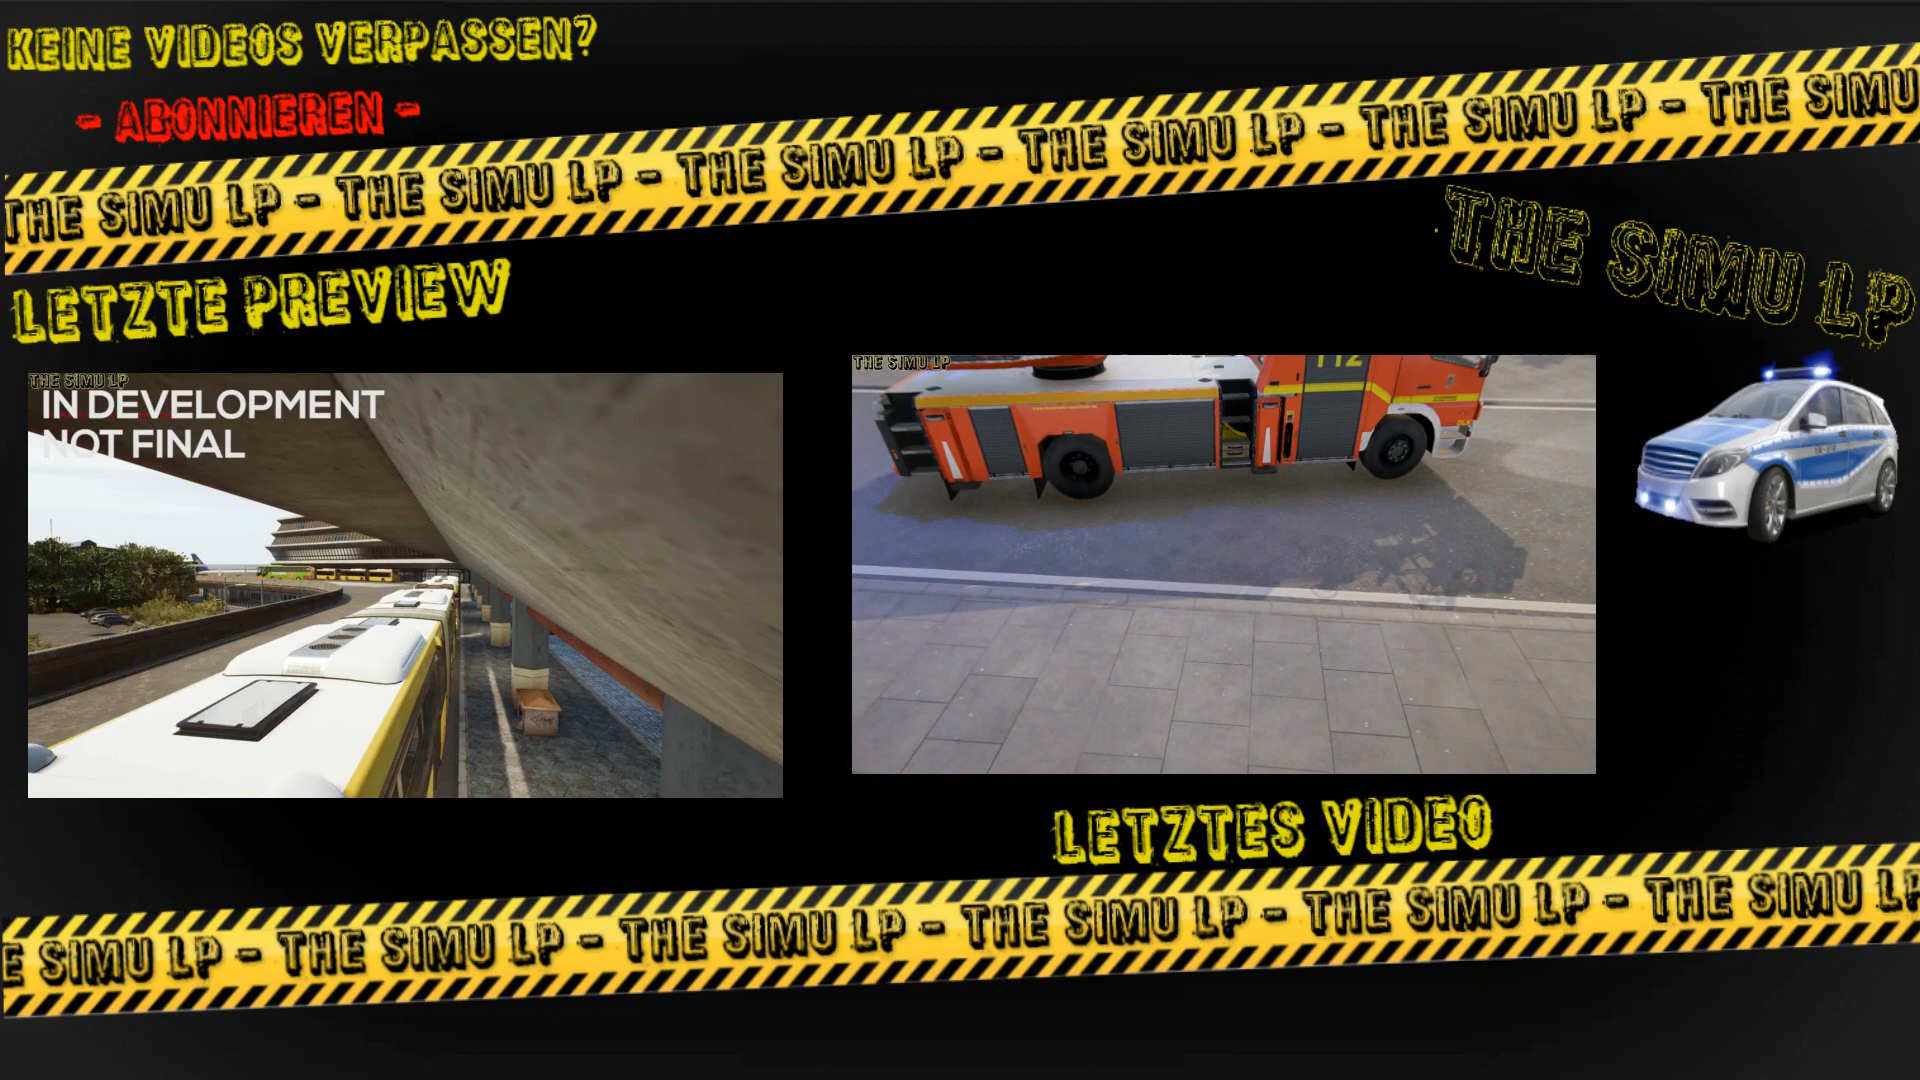 KEINE VIDEOS VERPASSEN?
- ABONNIEREN -
THE SIMU LP - THE SIMU LP - THE SIMU LP - THE SIMU LP - THE SIMU LP - THE SIMU
THE SIMU LP
LETZTE PREVIEW
THE SIMU LP
IN DEVELOPMENT
NOT FINAL
THE SIMU LP
112
LETZTES VIDEO
E SIMU LP - THE SIMU LP - THE SIMU LP - THE SIMU LP - THE SIMU LP - THE SIMU LP